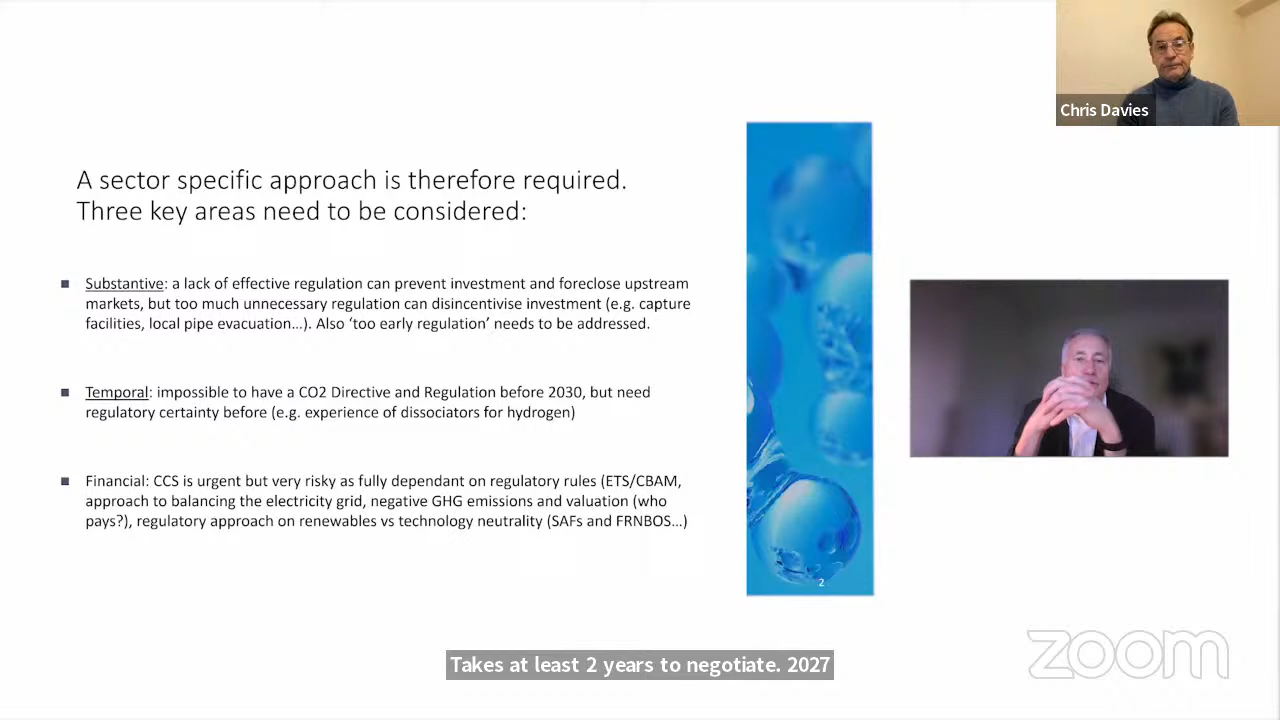 Chris Davies
A sector specific approach is therefore required.
Three key areas need to be considered:
Substantive: a lack of effective regulation can prevent investment and foreclose upstream
markets, but too much unnecessary regulation can disincentivise investment (e.g. capture
facilities, local pipe evacuation...). Also ‘too early regulation’ needs to be addressed.
Temporal: impossible to have a CO2 Directive and Regulation before 2030, but need
regulatory certainty before (e.g. experience of dissociators for hydrogen)
Financial: CCS is urgent but very risky as fully dependant on regulatory rules (ETS/CBAM,
approach to balancing the electricity grid, negative GHG emissions and valuation (who
pays?), regulatory approach on renewables vs technology neutrality (SAFs and FRNBOS...)
2
Takes at least 2 years to negotiate. 2027
zoom